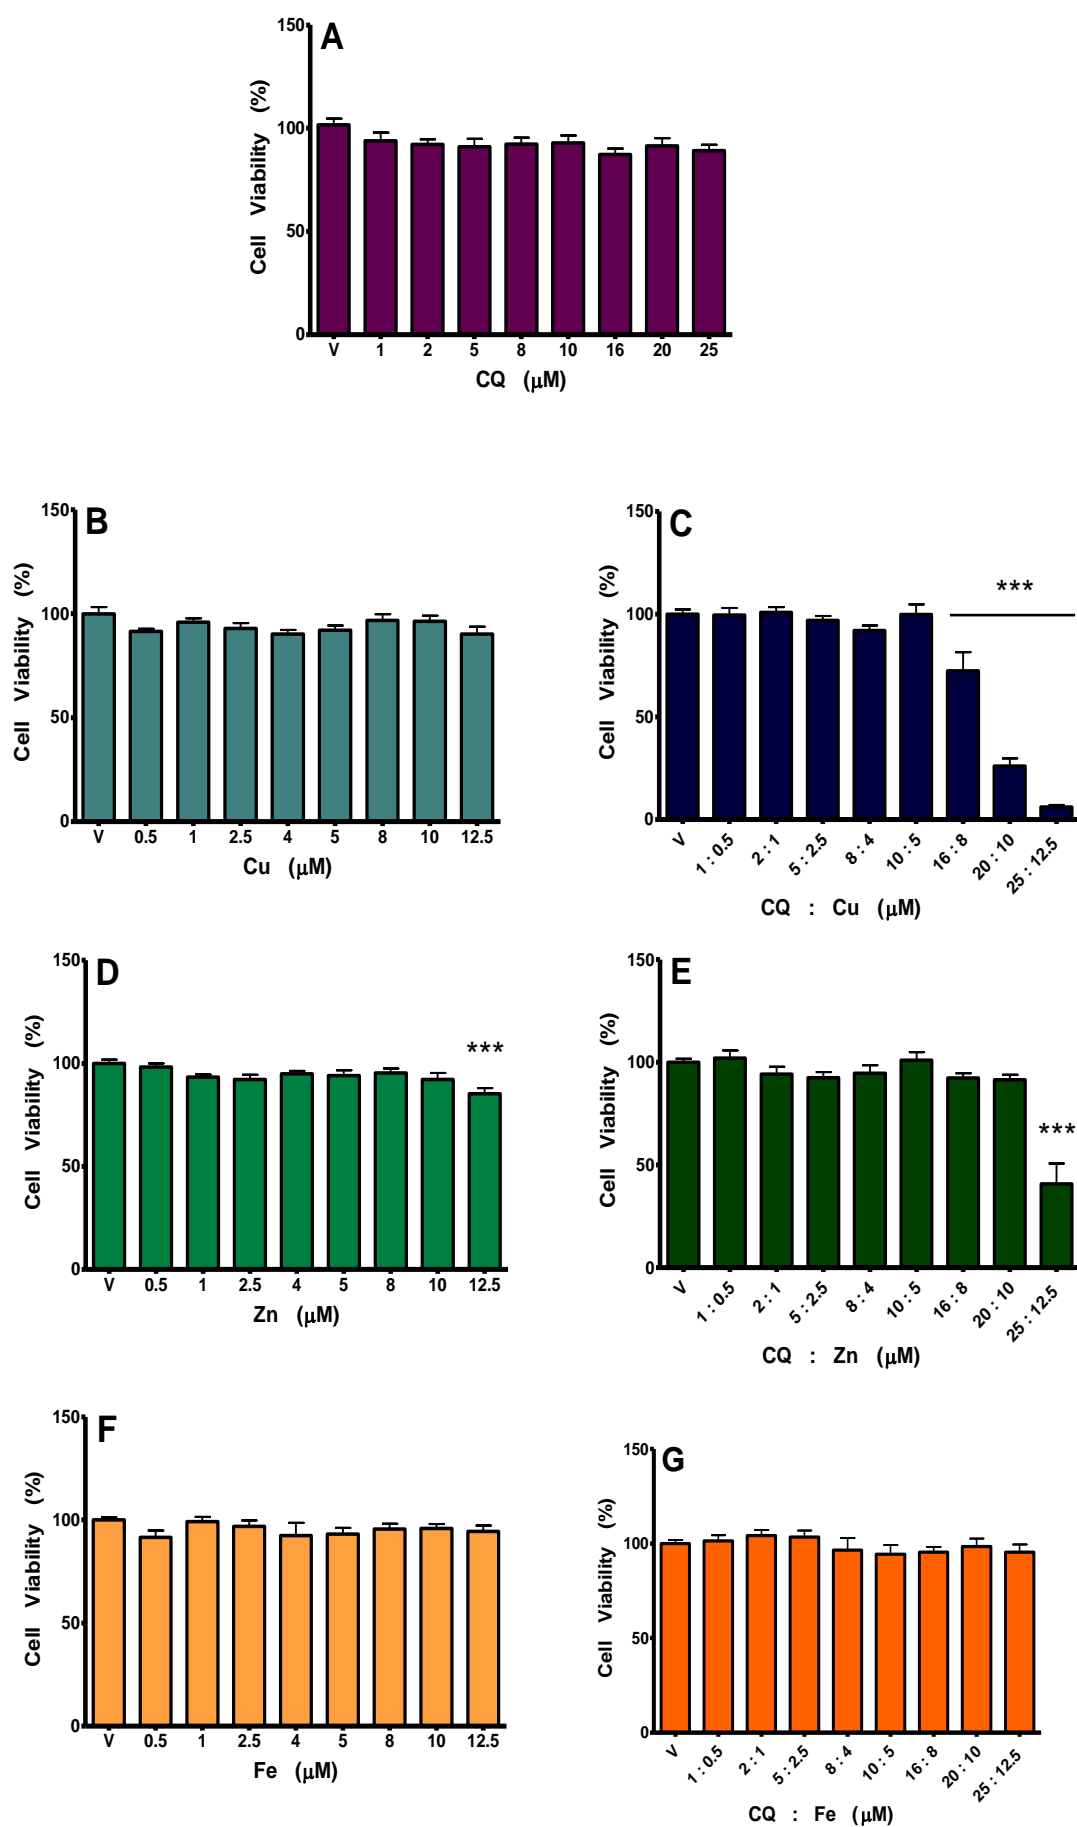 A
Cell Viability (%)
150
100
50
0
V 1 2 5 8 10 16 20 25
CQ (μM)
B
Cell Viability (%)
150
100
50
0
V 0.5 1 2.5 4 5 8 10 12.5
Cu (μM)
C
Cell Viability (%)
150
100
50
0
***
V 1 : 0.5 2 : 1 5 : 2.5 8 : 4 10 : 5 16 : 8 20 : 10 25 : 12.5
CQ : Cu (μM)
D
Cell Viability (%)
150
100
50
0
***
V 0.5 1 2.5 4 5 8 10 12.5
Zn (μM)
E
Cell Viability (%)
150
100
50
0
***
V 1 : 0.5 2 : 1 5 : 2.5 8 : 4 10 : 5 16 : 8 20 : 10 25 : 12.5
CQ : Zn (μM)
F
Cell Viability (%)
150
100
50
0
V 0.5 1 2.5 4 5 8 10 12.5
Fe (μM)
G
Cell Viability (%)
150
100
50
0
V 1 : 0.5 2 : 1 5 : 2.5 8 : 4 10 : 5 16 : 8 20 : 10 25 : 12.5
CQ : Fe (μM)